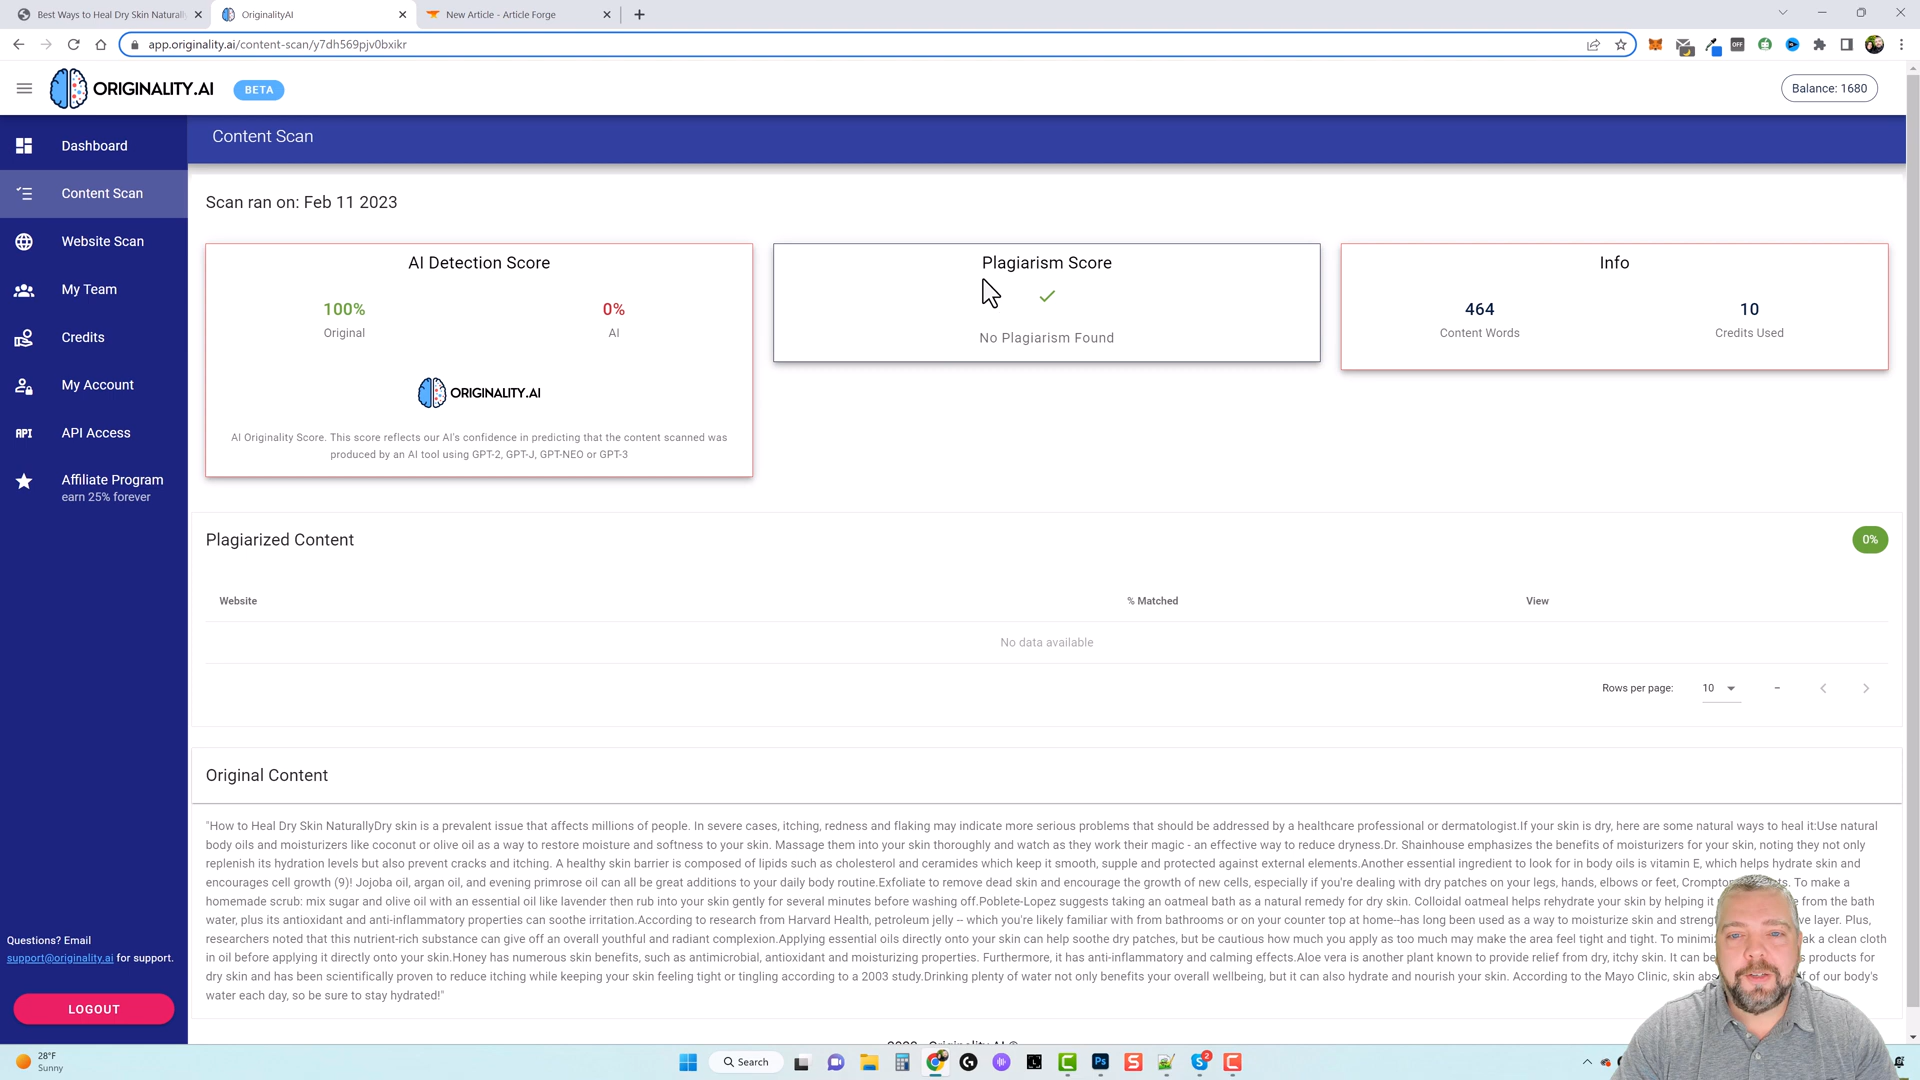 Best Ways to Heal Dry Skin Naturally
OriginalityAI
New Article - Article Forge
app.originality.ai/content-scan/y7dh569pjv0bxikr
OFF
ORIGINALITY.AI
BETA
Balance: 1680
Dashboard
Content Scan
Website Scan
My Team
Credits
My Account
API
API Access
Affiliate Program
earn 25% forever
Questions? Email
support@originality.ai for support.
LOGOUT
Content Scan
Scan ran on: Feb 11 2023
AI Detection Score
100%
0%
Original
AI
ORIGINALITY.AI
AI Originality Score. This score reflects our AI's confidence in predicting that the content scanned was
produced by an AI tool using GPT-2, GPT-J, GPT-NEO or GPT-3
Plagiarism Score
No Plagiarism Found
Info
464
10
Content Words
Credits Used
Plagiarized Content
0%
Website
% Matched
View
No data available
Rows per page:
10
–
Original Content
"How to Heal Dry Skin NaturallyDry skin is a prevalent issue that affects millions of people. In severe cases, itching, redness and flaking may indicate more serious problems that should be addressed by a healthcare professional or dermatologist.If your skin is dry, here are some natural ways to heal it:Use natural
body oils and moisturizers like coconut or olive oil as a way to restore moisture and softness to your skin. Massage them into your skin thoroughly and watch as they work their magic - an effective way to reduce dryness.Dr. Shainhouse emphasizes the benefits of moisturizers for your skin, noting they not only
replenish its hydration levels but also prevent cracks and itching. A healthy skin barrier is composed of lipids such as cholesterol and ceramides which keep it smooth, supple and protected against external elements.Another essential ingredient to look for in body oils is vitamin E, which helps hydrate skin and
encourages cell growth (9)! Jojoba oil, argan oil, and evening primrose oil can all be great additions to your daily body routine.Exfoliate to remove dead skin and encourage the growth of new cells, especially if you're dealing with dry patches on your legs, hands, elbows or feet, Crompton To make a
homemade scrub: mix sugar and olive oil with an essential oil like lavender then rub into your skin gently for several minutes before washing off.Poblete-Lopez suggests taking an oatmeal bath as a natural remedy for dry skin. Colloidal oatmeal helps rehydrate your skin by helping it from the bath
water, plus its antioxidant and anti-inflammatory properties can soothe irritation.According to research from Harvard Health, petroleum jelly -- which you're likely familiar with from bathrooms or on your counter top at home--has long been used as a way to moisturize skin and layer. Plus,
researchers noted that this nutrient-rich substance can give off an overall youthful and radiant complexion.Applying essential oils directly onto your skin can help soothe dry patches, but be cautious how much you apply as too much may make the area feel tight and tight. To a clean cloth
in oil before applying it directly onto your skin.Honey has numerous skin benefits, such as antimicrobial, antioxidant and moisturizing properties. Furthermore, it has anti-inflammatory and calming effects.Aloe vera is another plant known to provide relief from dry, itchy skin. It can products for
dry skin and has been scientifically proven to reduce itching while keeping your skin feeling tight or tingling according to a 2003 study.Drinking plenty of water not only benefits your overall wellbeing, but it can also hydrate and nourish your skin. According to the Mayo Clinic, skin of our body's
water each day, so be sure to stay hydrated!"
28°F
Sunny
Search
2